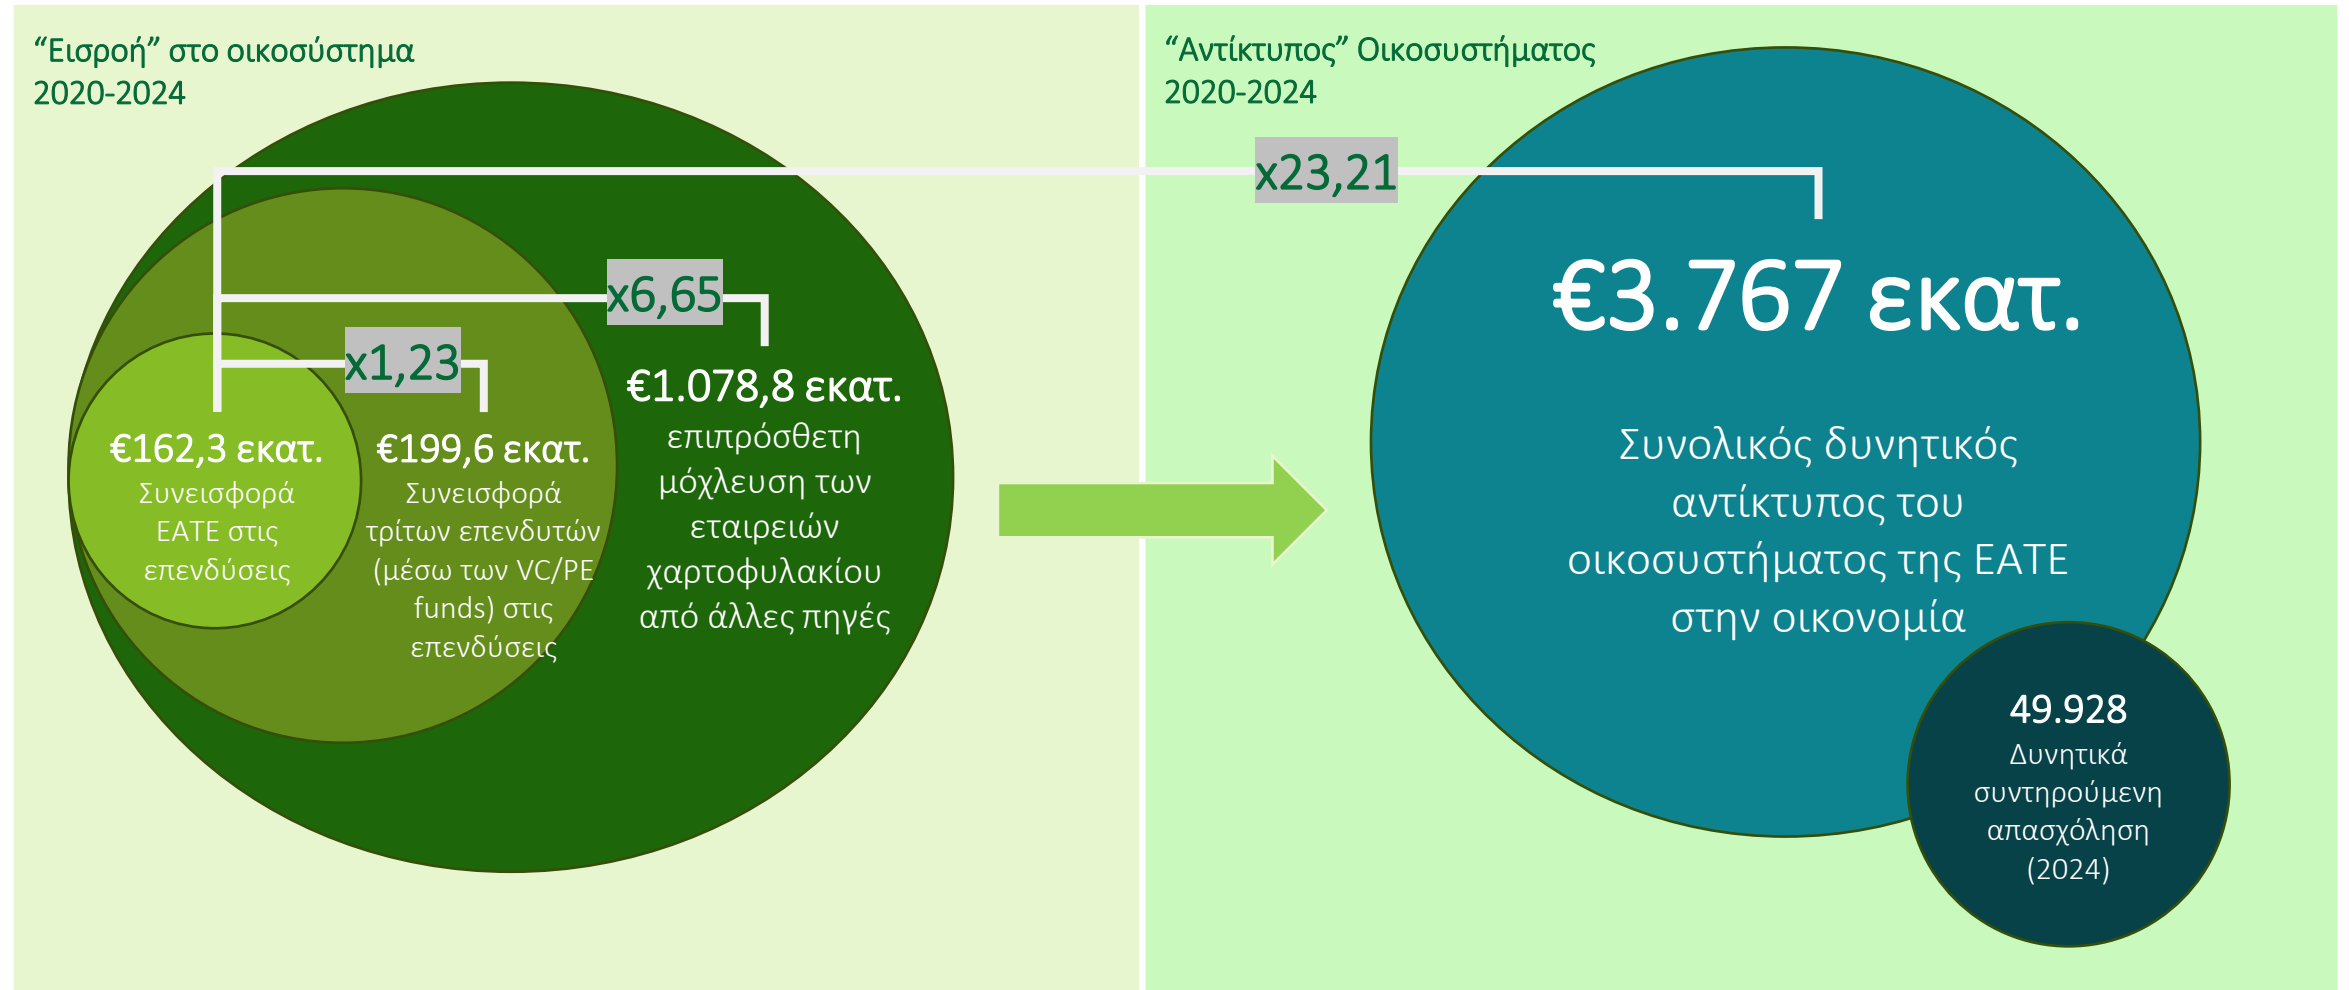 “Εισροή” στο οικοσύστημα
2020-2024
x6,65
x1,23
€162,3 εκατ.
Συνεισφορά
ΕΑΤΕ στις
επενδύσεις
€199,6 εκατ.
Συνεισφορά
τρίτων επενδυτών
(μέσω των VC/PE
funds) στις
επενδύσεις
€1.078,8 εκατ.
επιπρόσθετη
μόχλευση των
εταιρειών
χαρτοφυλακίου
από άλλες πηγές
“Αντίκτυπος” Οικοσυστήματος
2020-2024
x23,21
€3.767 εκατ.
Συνολικός δυνητικός
αντίκτυπος του
οικοσυστήματος της ΕΑΤΕ
στην οικονομία
49.928
Δυνητικά
συντηρούμενη
απασχόληση
(2024)